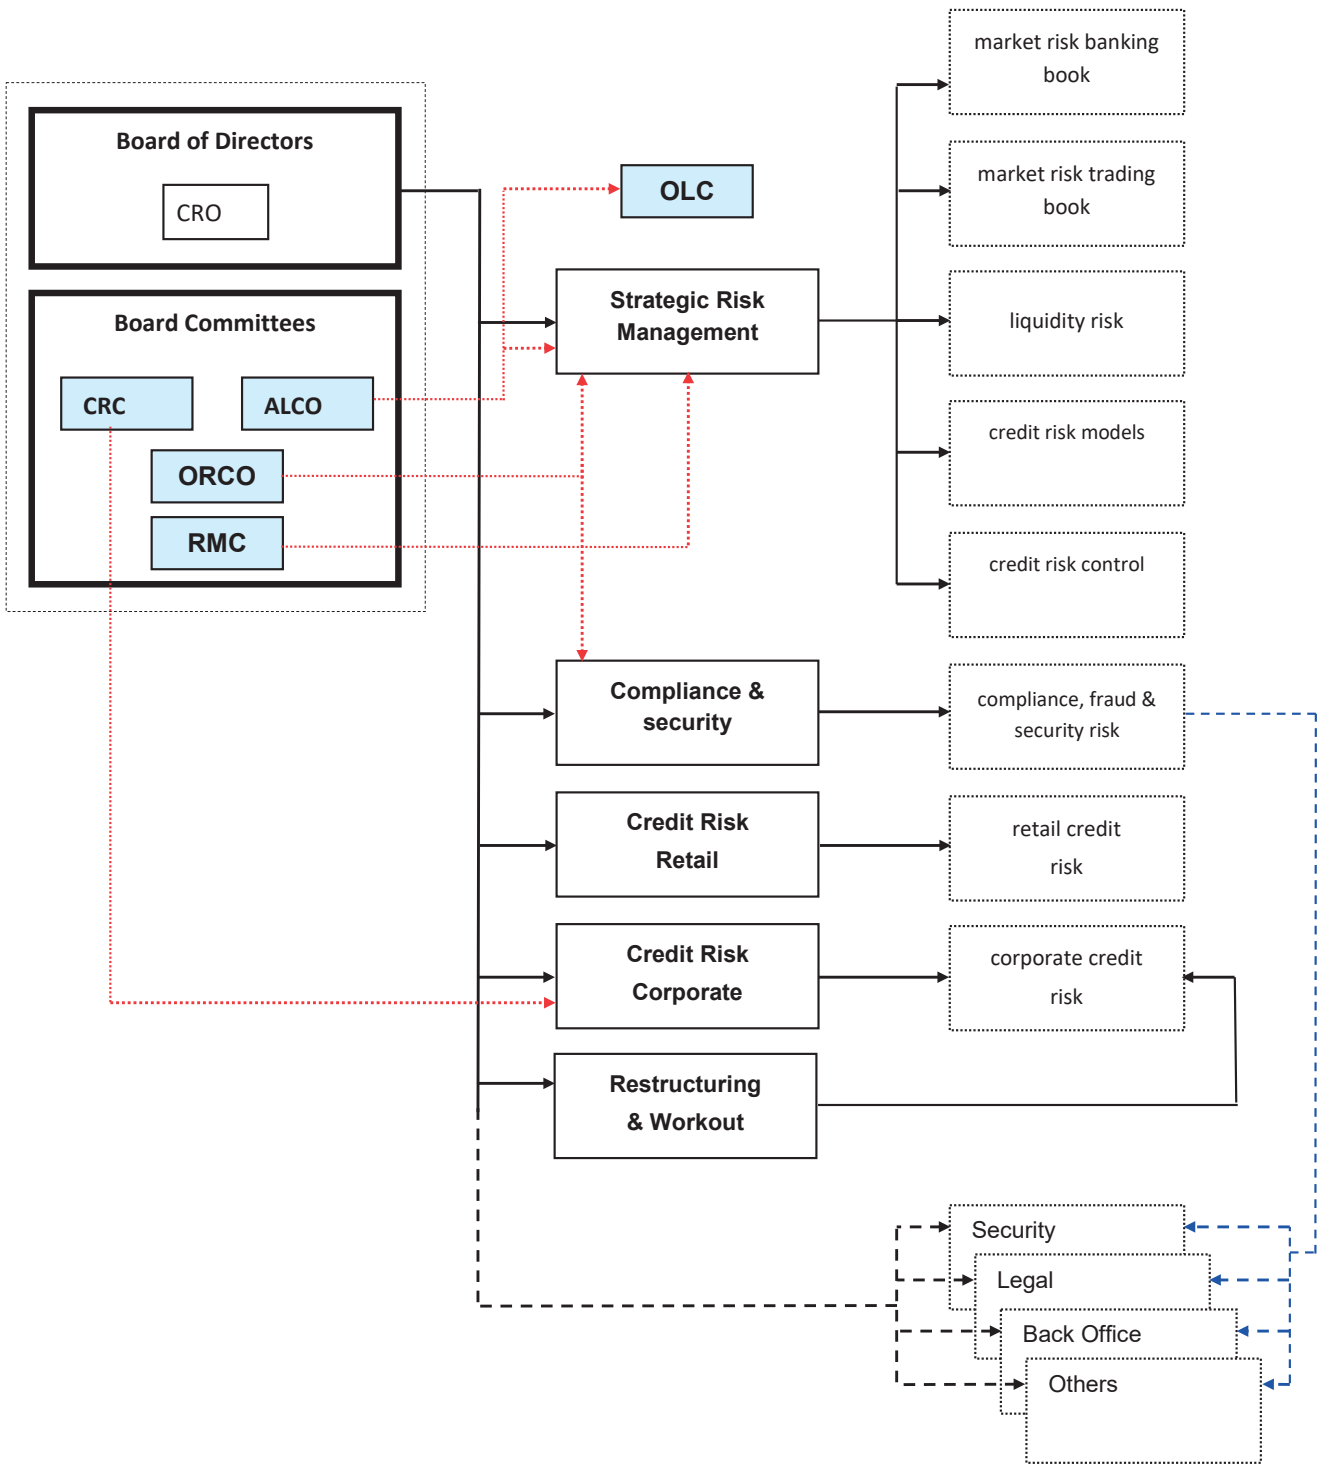 Board of Directors
CRO
Board Committees
CRC
ALCO
ORCO
RMC
OLC
Strategic Risk
Management
Compliance &
security
Credit Risk
Retail
Credit Risk
Corporate
Restructuring
& Workout
market risk banking
book
market risk trading
book
liquidity risk
credit risk models
credit risk control
compliance, fraud &
security risk
retail credit
risk
corporate credit
risk
Security
Legal
Back Office
Others